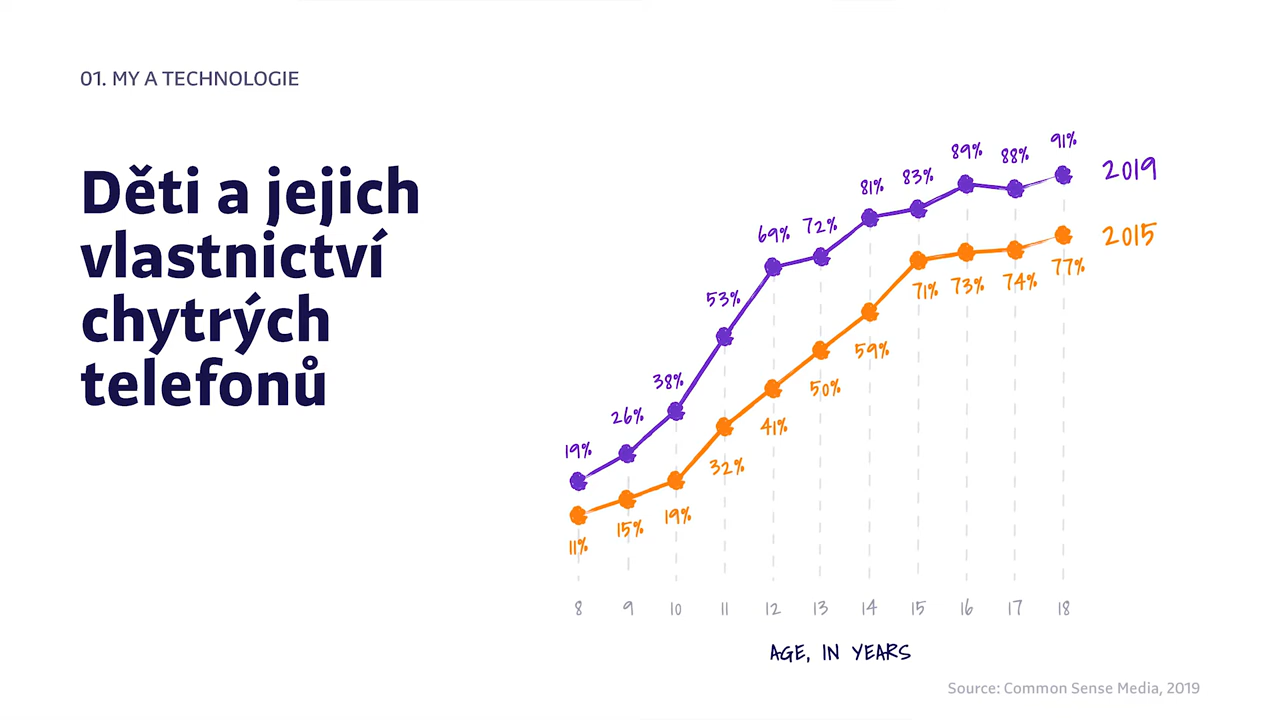 01. MY A TECHNOLOGIE
Děti a jejich
vlastnictví
chytrých
telefonů
19% 26% 38% 53% 69% 72% 81% 83% 89% 88% 91% 2019
11% 15% 19% 32% 41% 50% 59% 71% 73% 74% 77% 2015
8 9 10 11 12 13 14 15 16 17 18
AGE, IN YEARS
Source: Common Sense Media, 2019